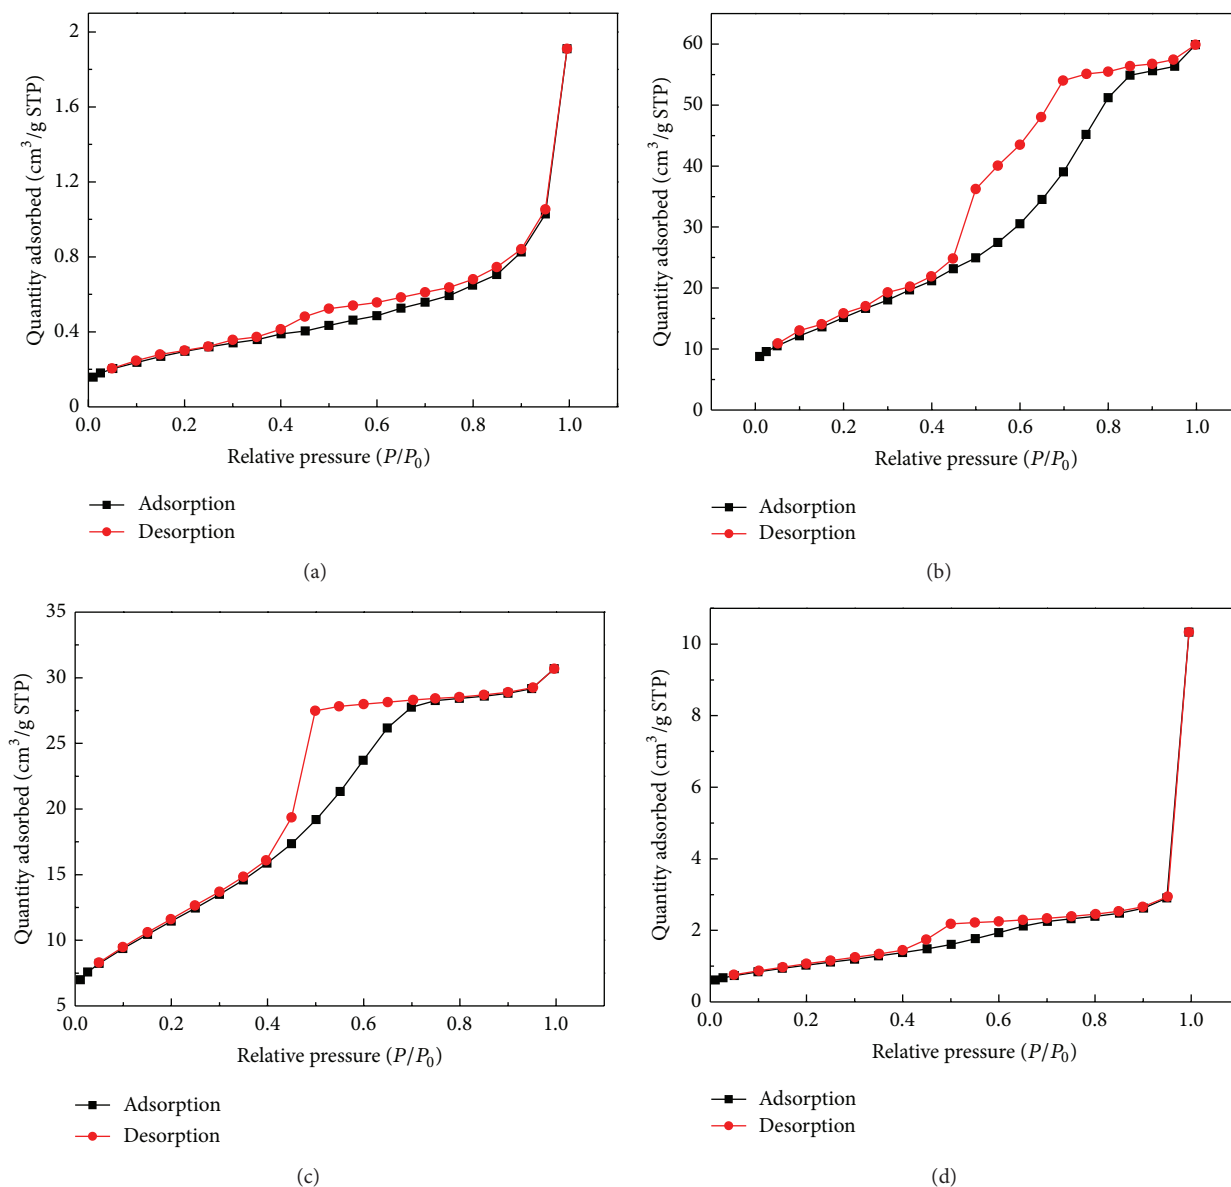 2
1.6
1.2
0.8
0.4
0
0.0 0.2 0.4 0.6 0.8 1.0
Quantity adsorbed (cm³/g STP)
Relative pressure (P/P₀)
Adsorption
Desorption
(a)
60
50
40
30
20
10
0
0.0 0.2 0.4 0.6 0.8 1.0
Quantity adsorbed (cm³/g STP)
Relative pressure (P/P₀)
Adsorption
Desorption
(b)
35
30
25
20
15
10
5
0.0 0.2 0.4 0.6 0.8 1.0
Quantity adsorbed (cm³/g STP)
Relative pressure (P/P₀)
Adsorption
Desorption
(c)
10
8
6
4
2
0
0.0 0.2 0.4 0.6 0.8 1.0
Quantity adsorbed (cm³/g STP)
Relative pressure (P/P₀)
Adsorption
Desorption
(d)